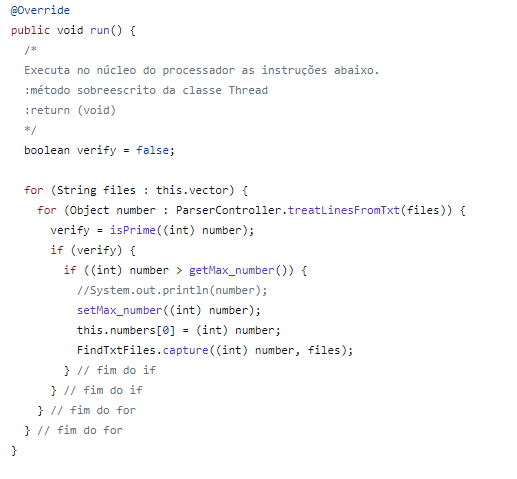 @Override
public void run() {
/*
Executa no núcleo do processador as instruções abaixo.
:método sobreescrito da classe Thread
:return (void)
*/
boolean verify = false;
for (String files : this.vector) {
for (Object number : ParserController.treatLinesFromTxt(files)) {
verify = isPrime((int) number);
if (verify) {
if ((int) number > getMax_number()) {
//System.out.println(number);
setMax_number((int) number);
this.numbers[0] = (int) number;
FindTxtFiles.capture((int) number, files);
} // fim do if
} // fim do if
} // fim do for
} // fim do for
}